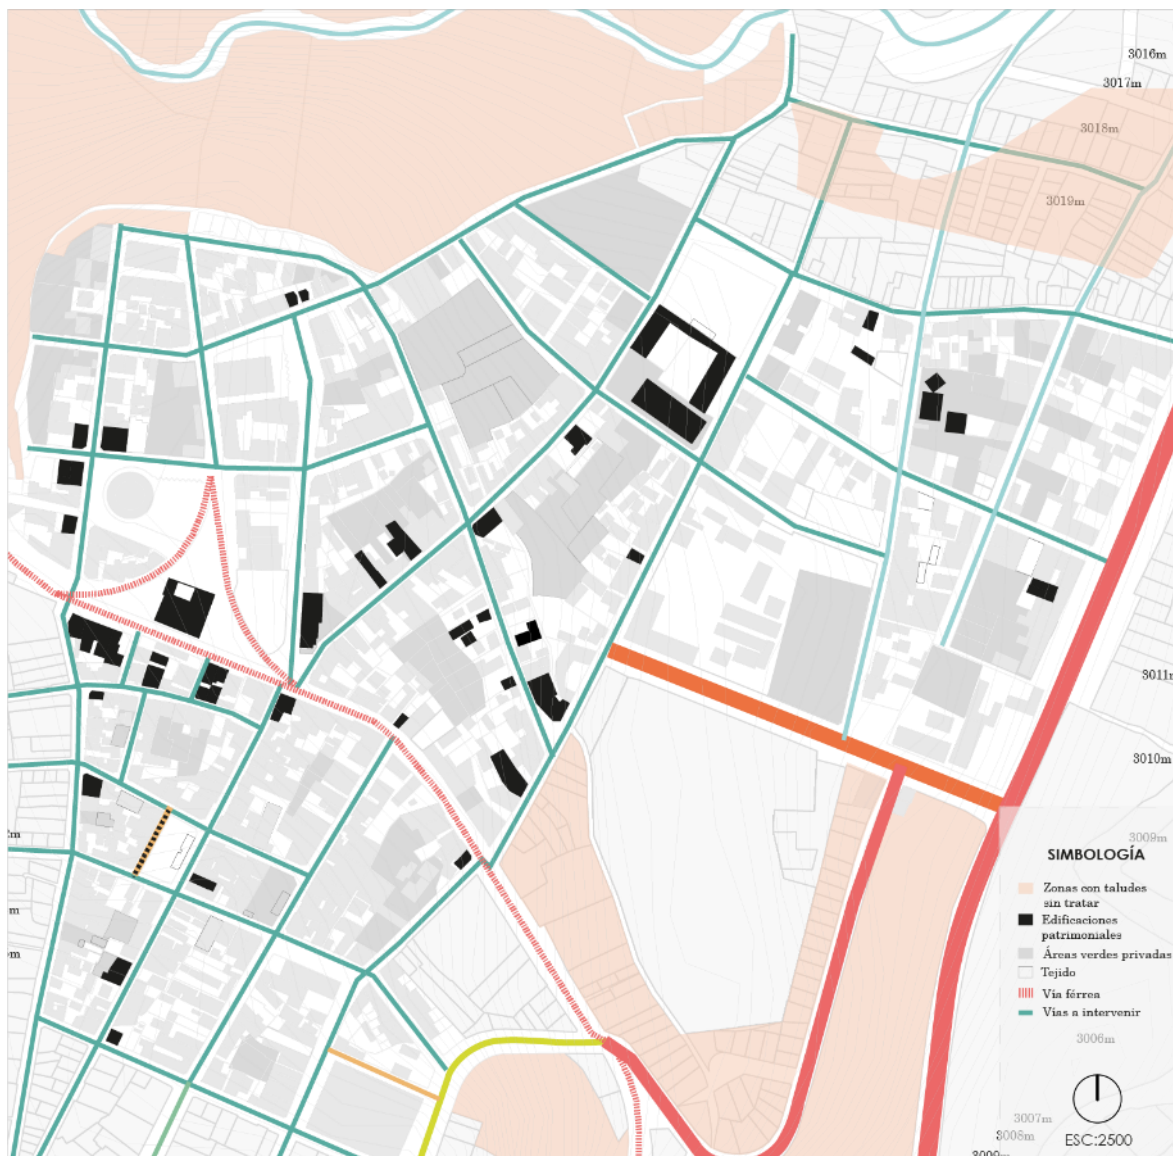 3016m
3017m
3018m
3019m
3011m
3010m
3009m
SIMBOLOGÍA
Zonas con taludes
sin tratar
Edificaciones
patrimoniales
Áreas verdes privadas
Tejido
Vía férrea
Vías a intervenir
3006m
3007m
3008m
ESC:2500